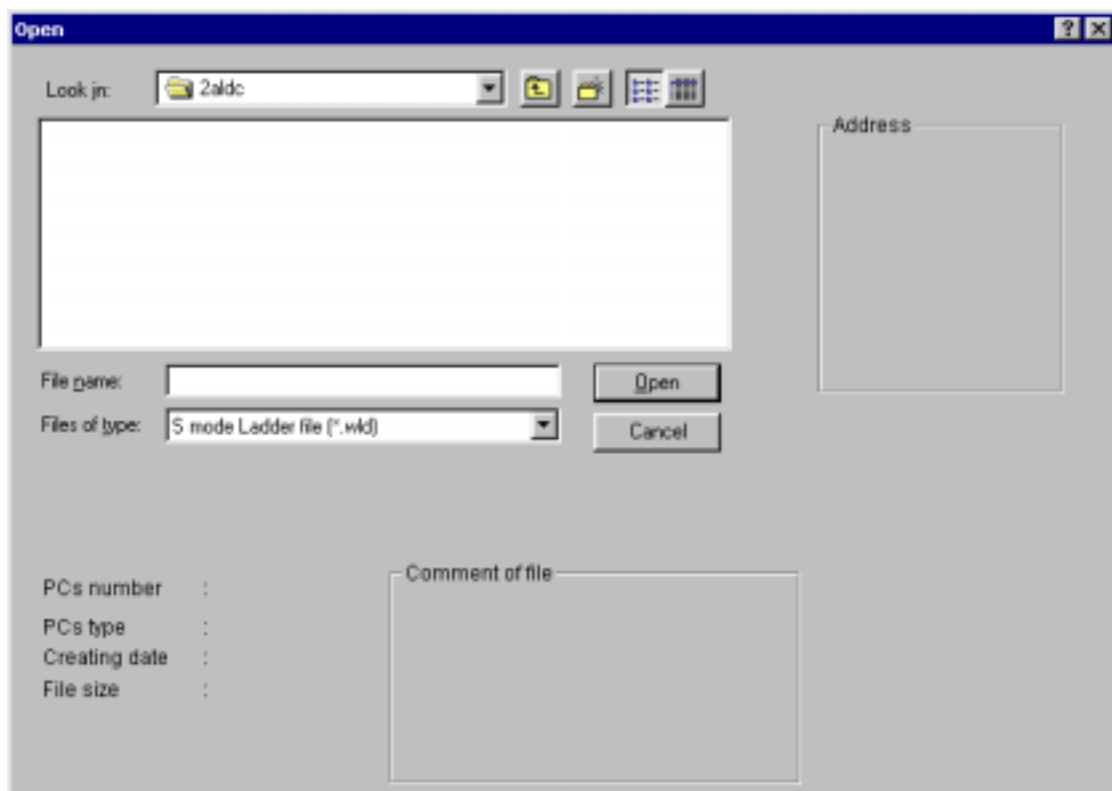 Open
Look in: 2aldc
Address
File name:
Open
Files of type: S mode Ladder file (*.wld)
Cancel
Comment of file
PCs number :
PCs type :
Creating date :
File size :